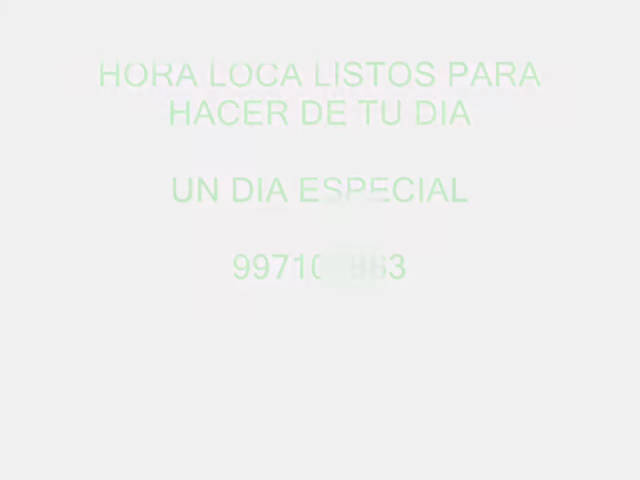 HORA LOCA LISTOS PARA
HACER DE TU DIA
UN DIA ESPECIAL